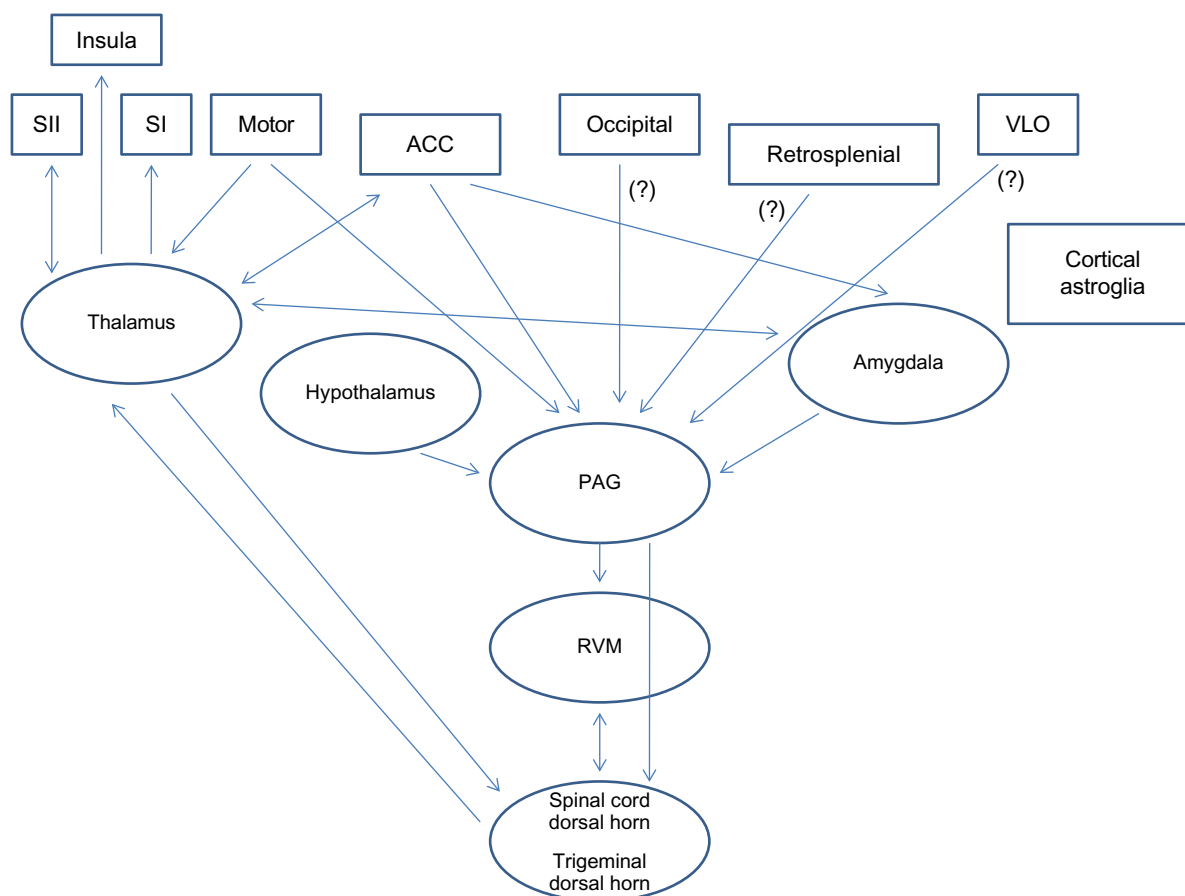 Insula
SII
SI
Motor
ACC
Occipital
Retrosplenial
VLO
(?)
(?)
(?)
Cortical
astroglia
Thalamus
Hypothalamus
Amygdala
PAG
RVM
Spinal cord
dorsal horn
Trigeminal
dorsal horn